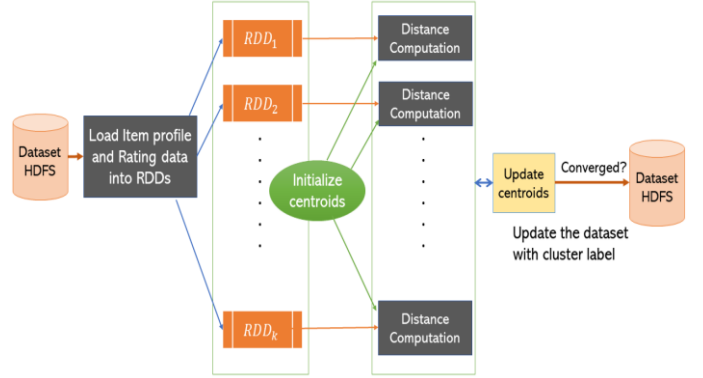 Dataset
HDFS
Load Item profile
and Rating data
into RDDs
RDD₁
RDD₂
RDDₖ
Initialize
centroids
Distance
Computation
Distance
Computation
Distance
Computation
Update
centroids
Converged?
Update the dataset
with cluster label
Dataset
HDFS